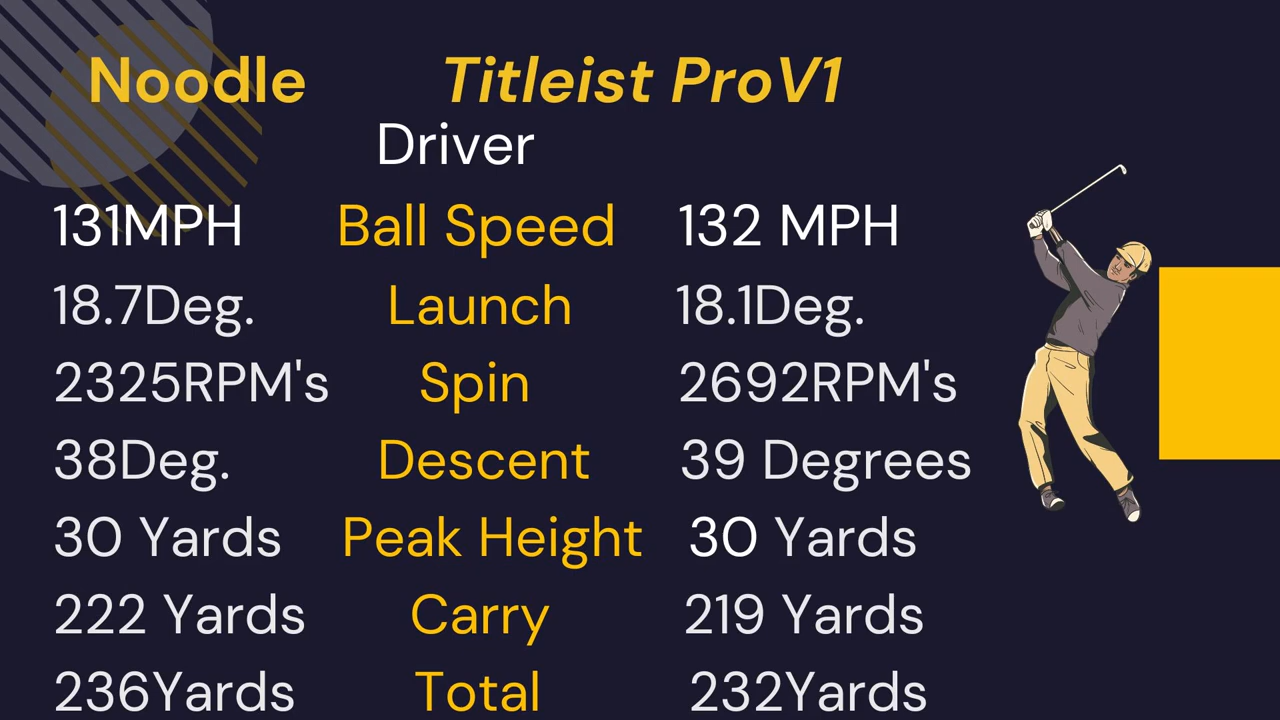 Noodle Titleist ProV1
Driver
131MPH Ball Speed 132 MPH
18.7Deg. Launch 18.1Deg.
2325RPM's Spin 2692RPM's
38Deg. Descent 39 Degrees
30 Yards Peak Height 30 Yards
222 Yards Carry 219 Yards
236Yards Total 232Yards